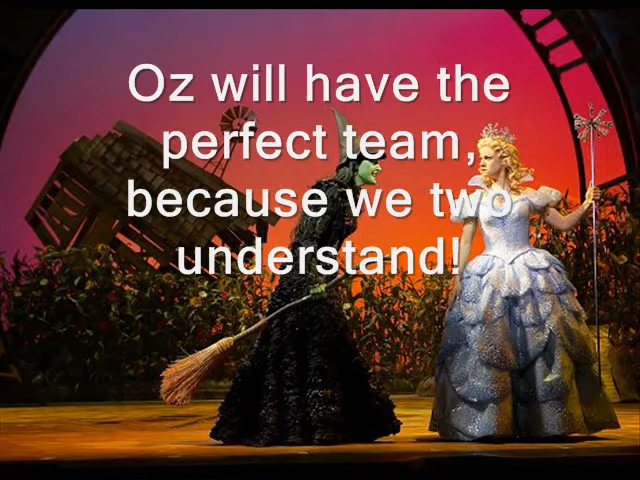 Oz will have the
perfect team,
because we two
understand!